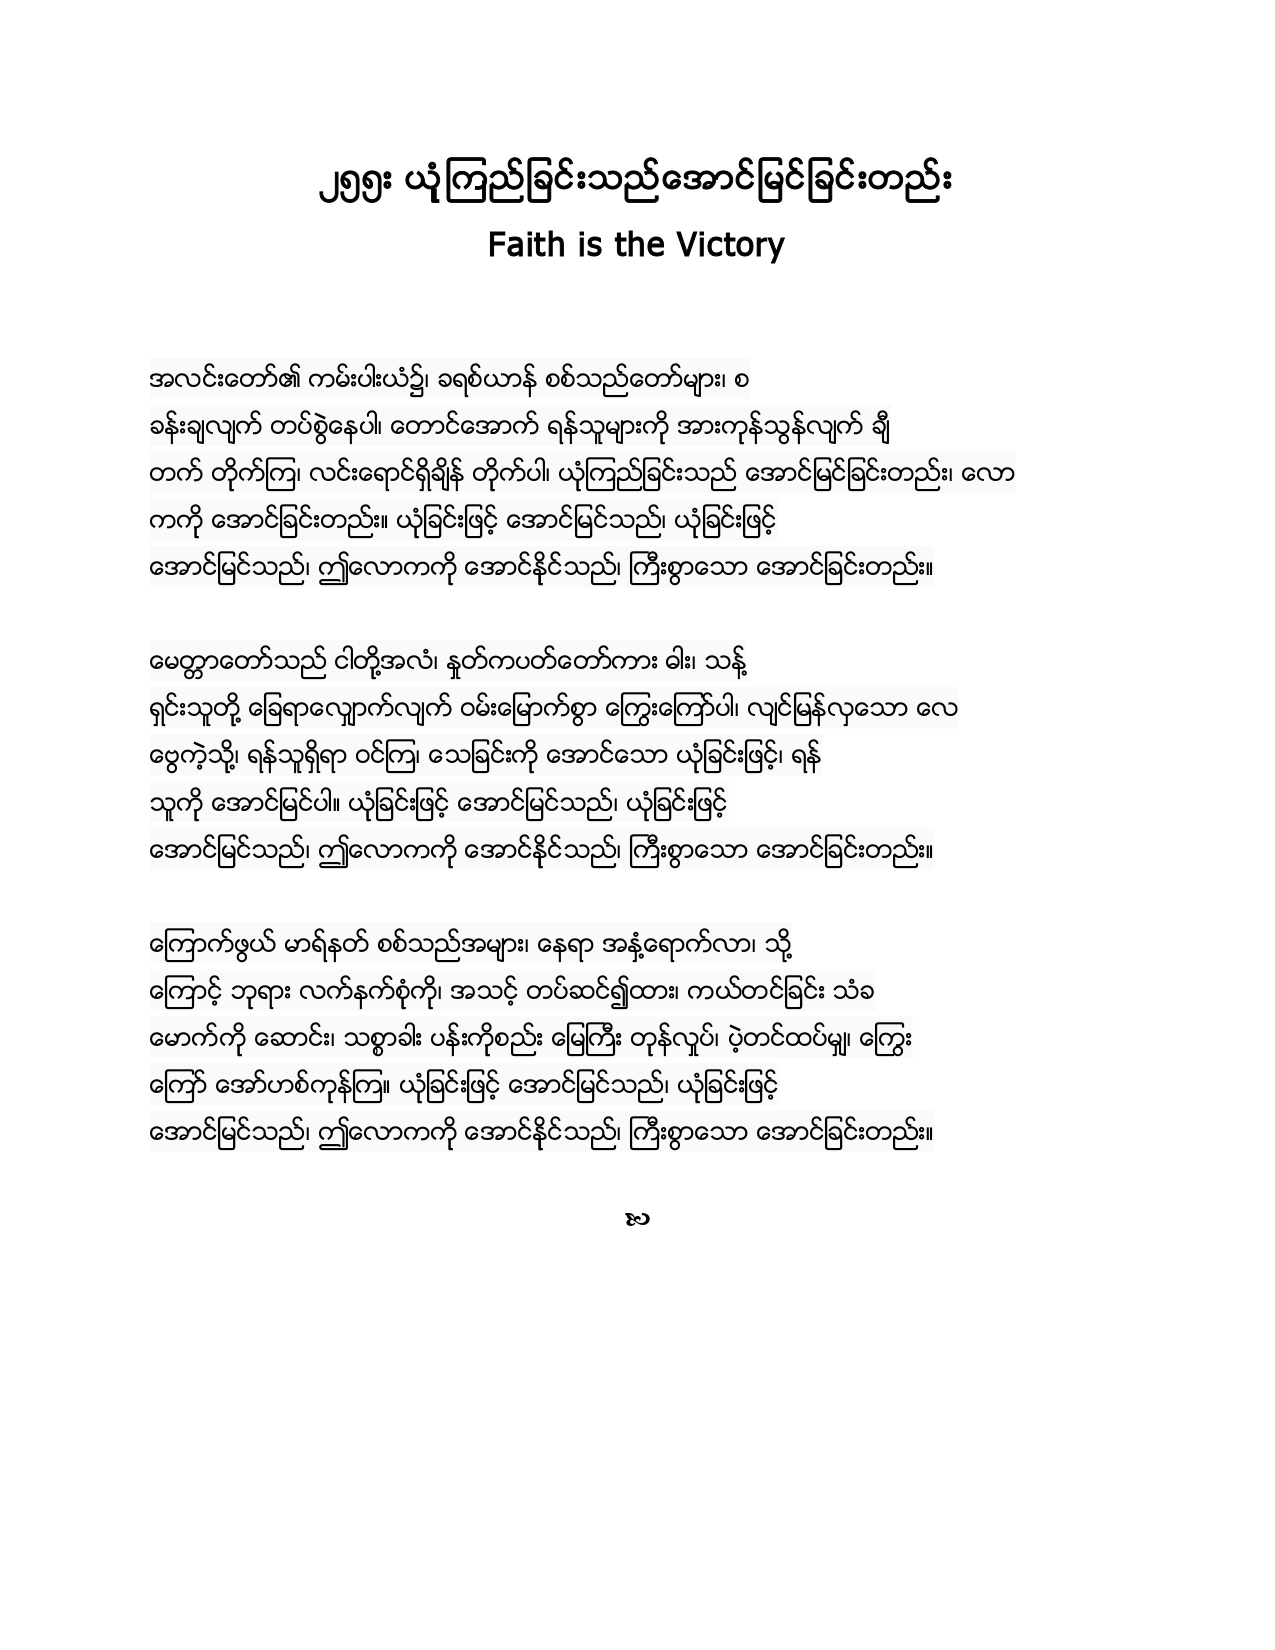 ၂၅၅း ယုံကြည်ခြင်းသည်အောင်မြင်ခြင်းတည်း
Faith is the Victory
အလင်းတော်၏ ကမ်းပါးယံ၌၊ ခရစ်ယာန် စစ်သည်တော်များ၊ စ
ခန်းချလျက် တပ်စွဲနေပါ၊ တောင်အောက် ရန်သူများကို အားကုန်သွန်လျက် ချီ
တက် တိုက်ကြ၊ လင်းရောင်ရှိချိန် တိုက်ပါ၊ ယုံကြည်ခြင်းသည် အောင်မြင်ခြင်းတည်း၊ လော
ကကို အောင်ခြင်းတည်း။ ယုံခြင်းဖြင့် အောင်မြင်သည်၊ ယုံခြင်းဖြင့်
အောင်မြင်သည်၊ ဤလောကကို အောင်နိုင်သည်၊ ကြီးစွာသော အောင်ခြင်းတည်း။
မေတ္တာတော်သည် ငါတို့အလံ၊ နှုတ်ကပတ်တော်ကား ဓါး၊ သန့်
ရှင်းသူတို့ ခြေရာလျှောက်လျက် ဝမ်းမြောက်စွာ ကြွေးကြော်ပါ၊ လျင်မြန်လှသော လေ
ဗွေကဲ့သို့၊ ရန်သူရှိရာ ဝင်ကြ၊ သေခြင်းကို အောင်သော ယုံခြင်းဖြင့်၊ ရန်
သူကို အောင်မြင်ပါ။ ယုံခြင်းဖြင့် အောင်မြင်သည်၊ ယုံခြင်းဖြင့်
အောင်မြင်သည်၊ ဤလောကကို အောင်နိုင်သည်၊ ကြီးစွာသော အောင်ခြင်းတည်း။
ကြောက်ဖွယ် မာရ်နတ် စစ်သည်အများ၊ နေရာ အနှံ့ရောက်လာ၊ သို့
ကြောင့် ဘုရား လက်နက်စုံကို၊ အသင့် တပ်ဆင်၍ထား၊ ကယ်တင်ခြင်း သံခ
မောက်ကို ဆောင်း၊ သစ္စာခါး ပန်းကိုစည်း မြေကြီး တုန်လှုပ်၊ ပဲ့တင်ထပ်မျှ၊ ကြွေး
ကြော် အော်ဟစ်ကုန်ကြ။ ယုံခြင်းဖြင့် အောင်မြင်သည်၊ ယုံခြင်းဖြင့်
အောင်မြင်သည်၊ ဤလောကကို အောင်နိုင်သည်၊ ကြီးစွာသော အောင်ခြင်းတည်း။